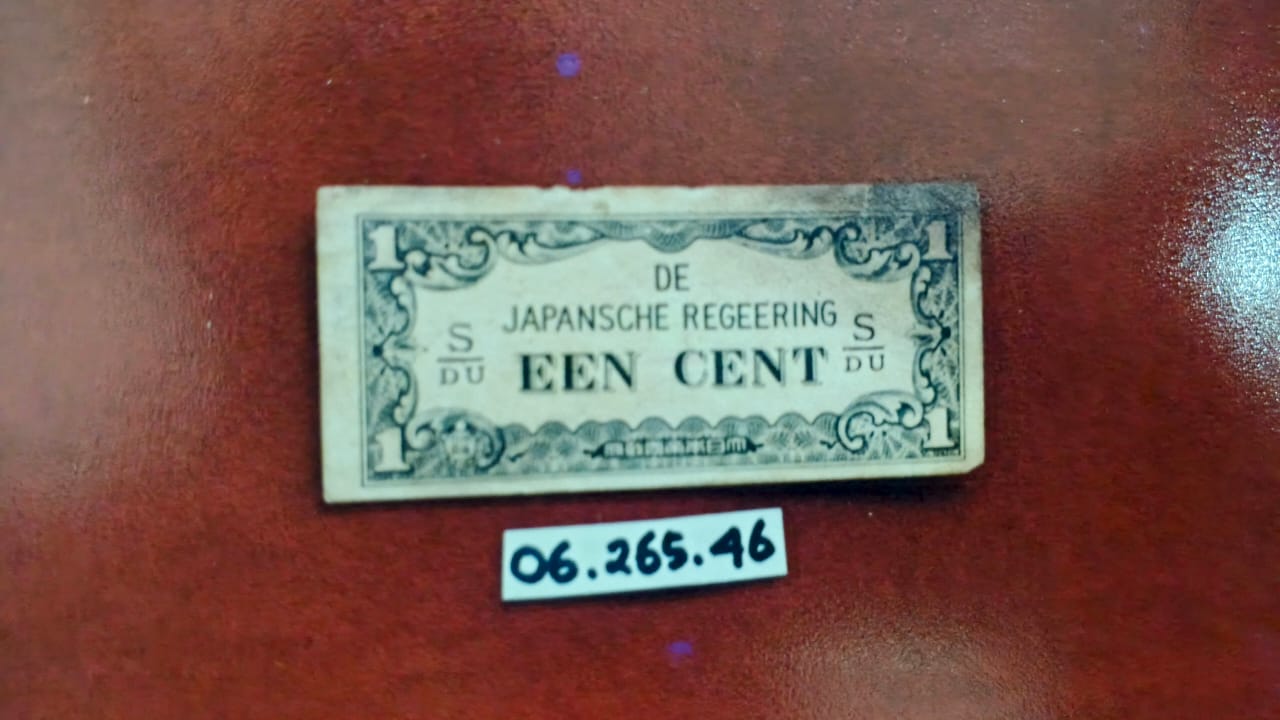 1 1
DE
JAPANSCHE REGEERING
S
DU
EEN CENT
S
DU
1 1
06.265.46